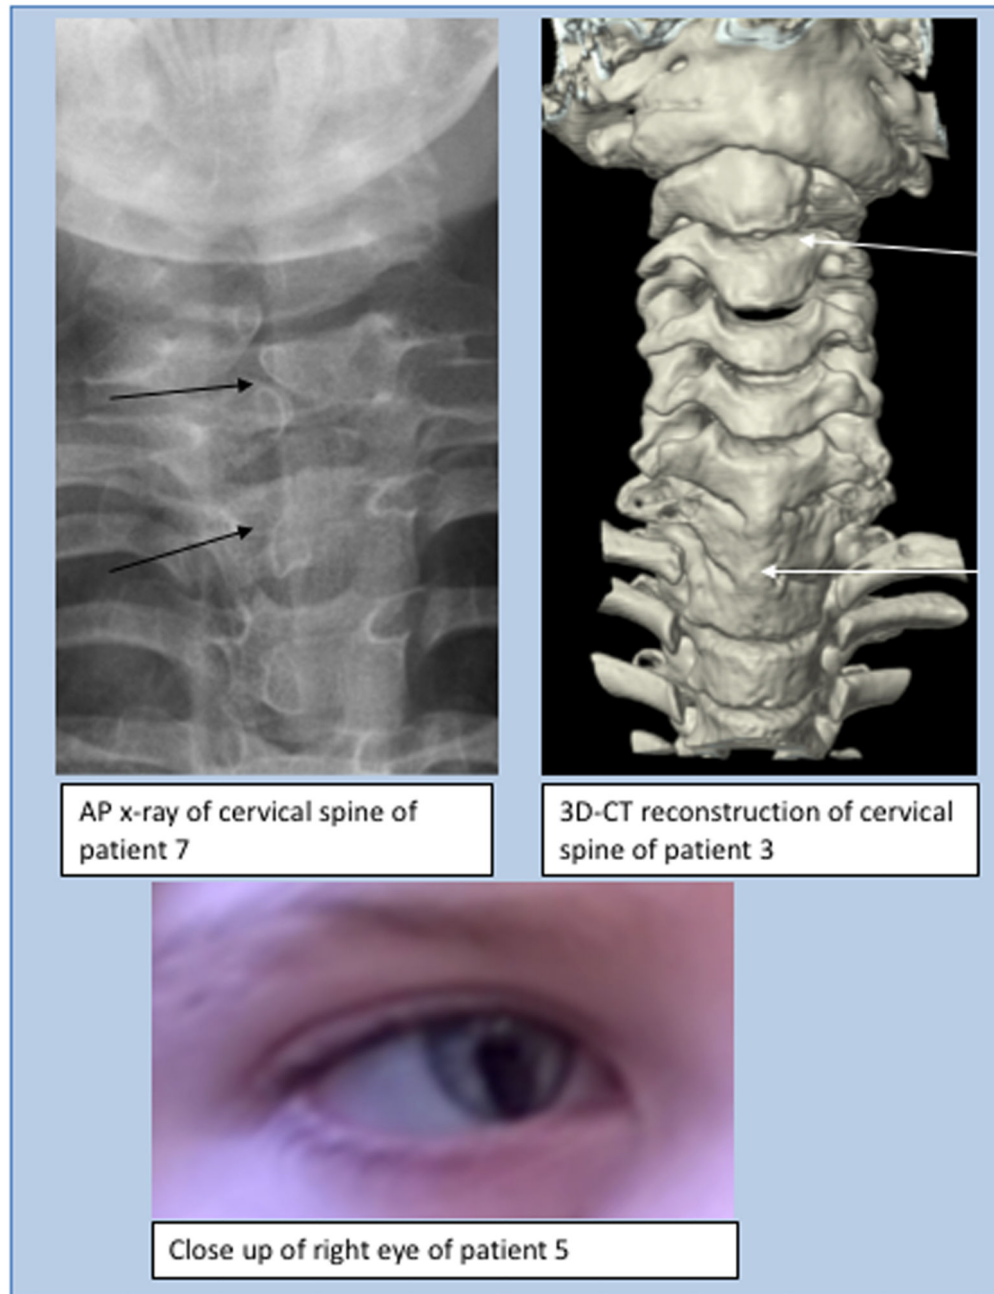 AP x-ray of cervical spine of
patient 7
3D-CT reconstruction of cervical
spine of patient 3
Close up of right eye of patient 5